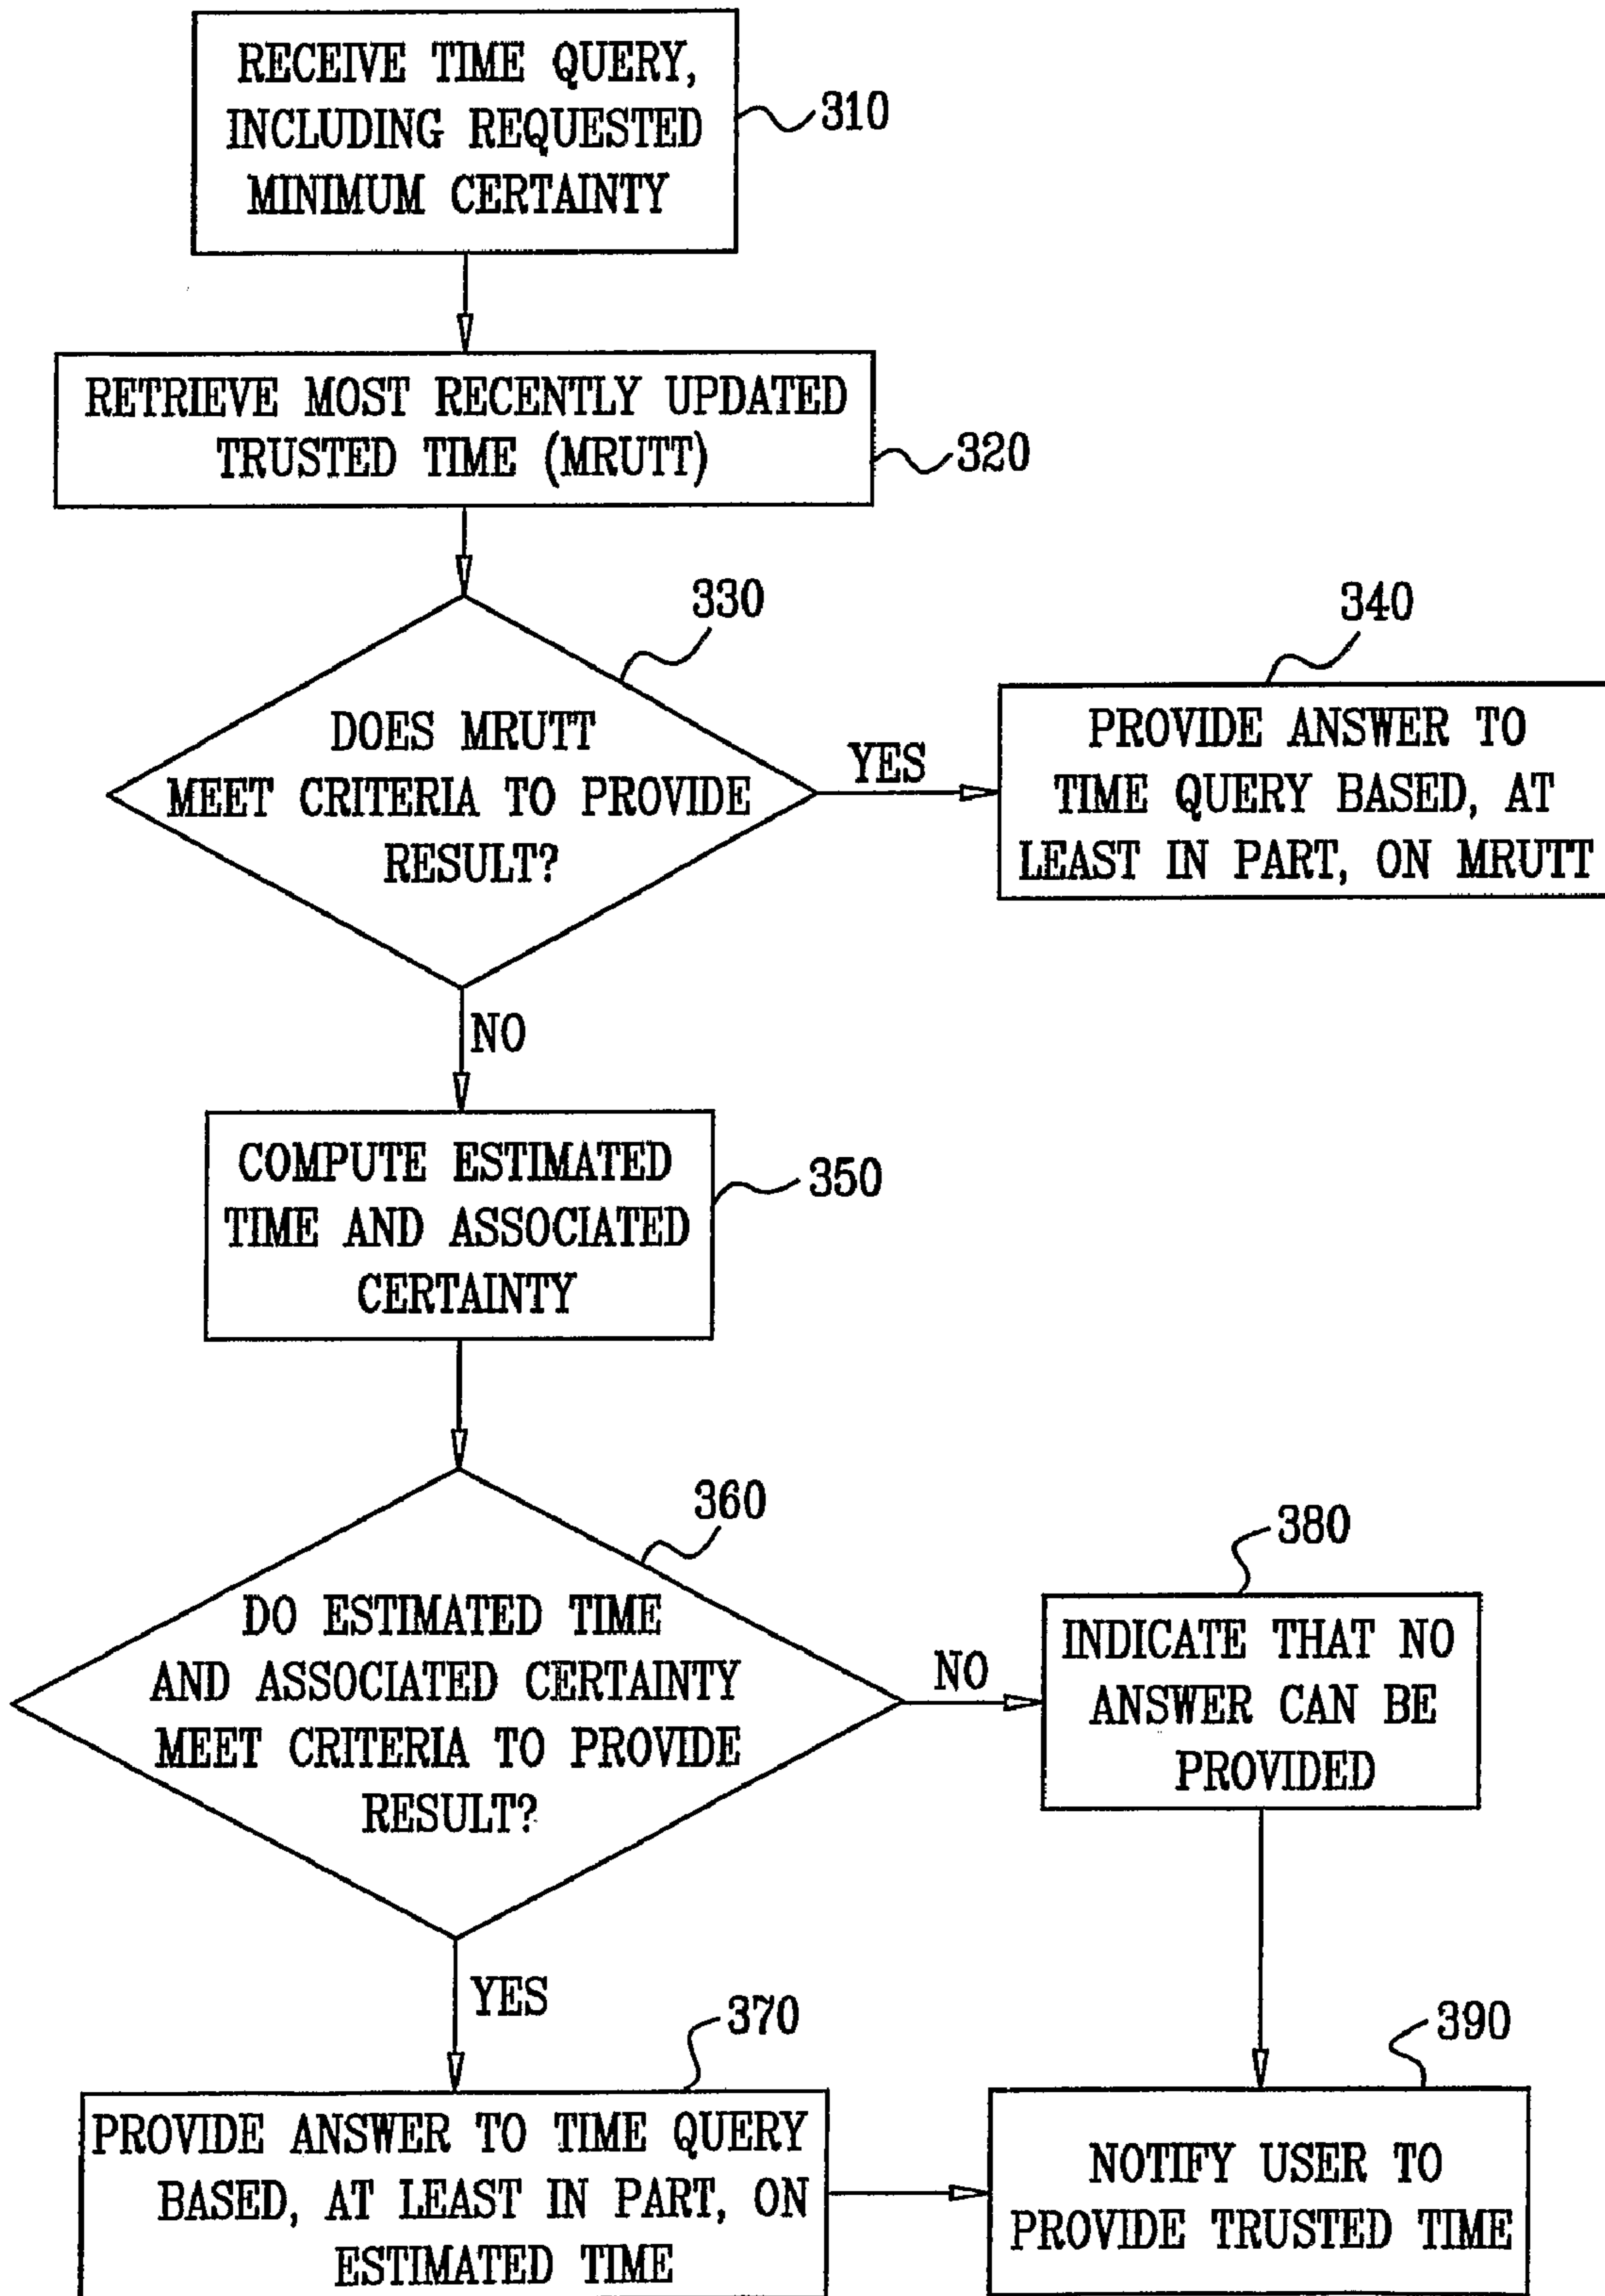 RECEIVE TIME QUERY,
INCLUDING REQUESTED
MINIMUM CERTAINTY
310
RETRIEVE MOST RECENTLY UPDATED
TRUSTED TIME (MRUTT)
320
330
DOES MRUTT
MEET CRITERIA TO PROVIDE
RESULT?
YES
340
PROVIDE ANSWER TO
TIME QUERY BASED, AT
LEAST IN PART, ON MRUTT
NO
COMPUTE ESTIMATED
TIME AND ASSOCIATED
CERTAINTY
350
360
DO ESTIMATED TIME
AND ASSOCIATED CERTAINTY
MEET CRITERIA TO PROVIDE
RESULT?
NO
380
INDICATE THAT NO
ANSWER CAN BE
PROVIDED
YES
370
PROVIDE ANSWER TO TIME QUERY
BASED, AT LEAST IN PART, ON
ESTIMATED TIME
390
NOTIFY USER TO
PROVIDE TRUSTED TIME